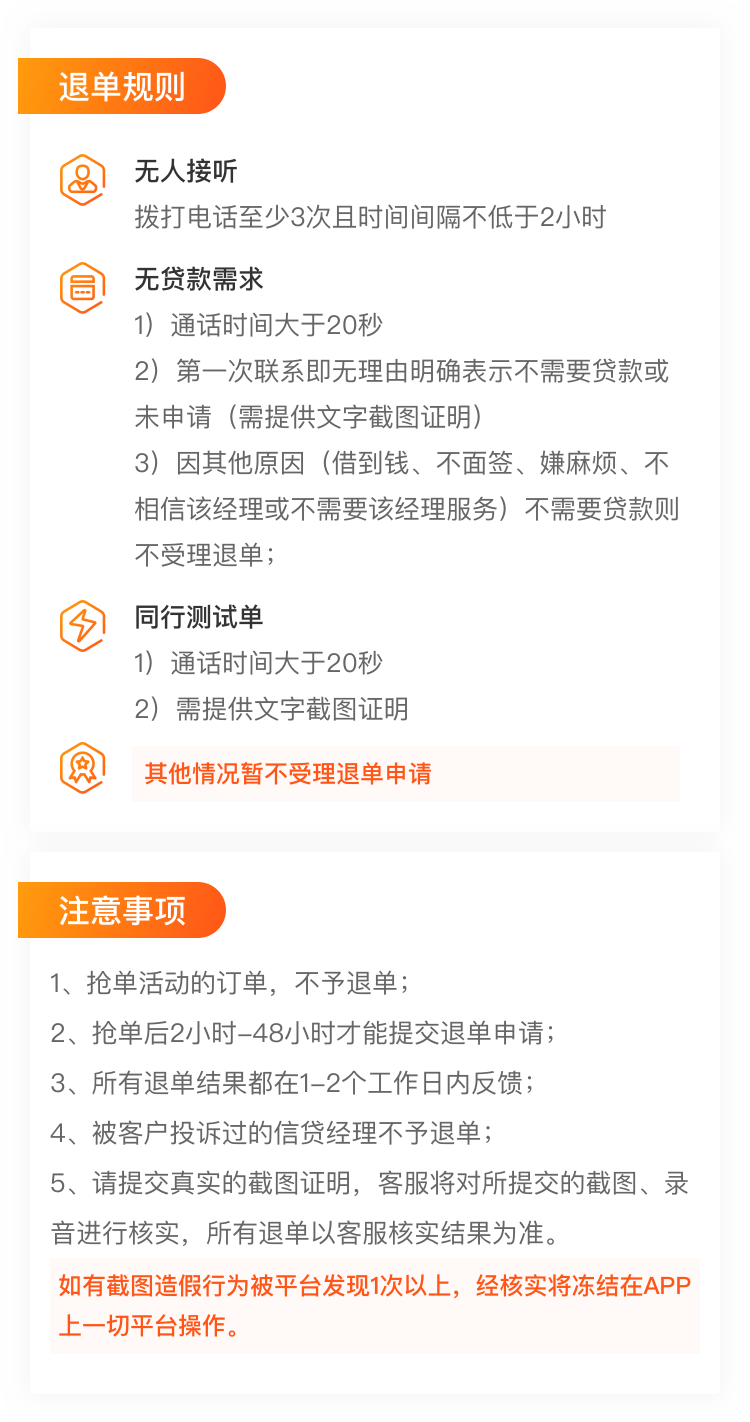 退单规则
无人接听
拨打电话至少3次且时间间隔不低于2小时
无贷款需求
1）通话时间大于20秒
2）第一次联系即无理由明确表示不需要贷款或
未申请（需提供文字截图证明）
3）因其他原因（借到钱、不面签、嫌麻烦、不
相信该经理或不需要该经理服务）不需要贷款则
不受理退单；
同行测试单
1）通话时间大于20秒
2）需提供文字截图证明
其他情况暂不受理退单申请
注意事项
1、抢单活动的订单，不予退单；
2、抢单后2小时-48小时才能提交退单申请；
3、所有退单结果都在1-2个工作日内反馈；
4、被客户投诉过的信贷经理不予退单；
5、请提交真实的截图证明，客服将对所提交的截图、录
音进行核实，所有退单以客服核实结果为准。
如有截图造假行为被平台发现1次以上，经核实将冻结在APP
上一切平台操作。